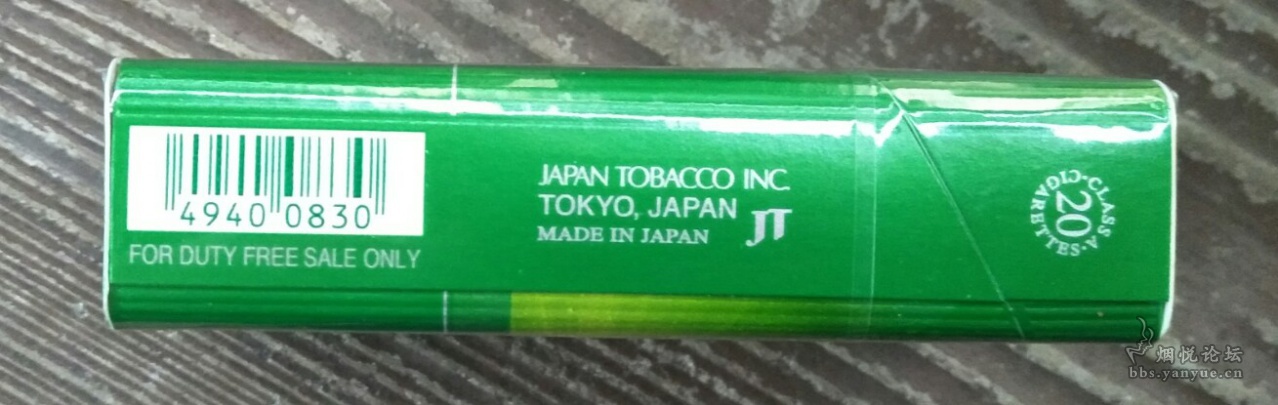 4940 0830
FOR DUTY FREE SALE ONLY
JAPAN TOBACCO INC.
TOKYO, JAPAN
MADE IN JAPAN
JT
20
CLASS A CIGARETTES
烟悦论坛
bbs.yanyue.cn